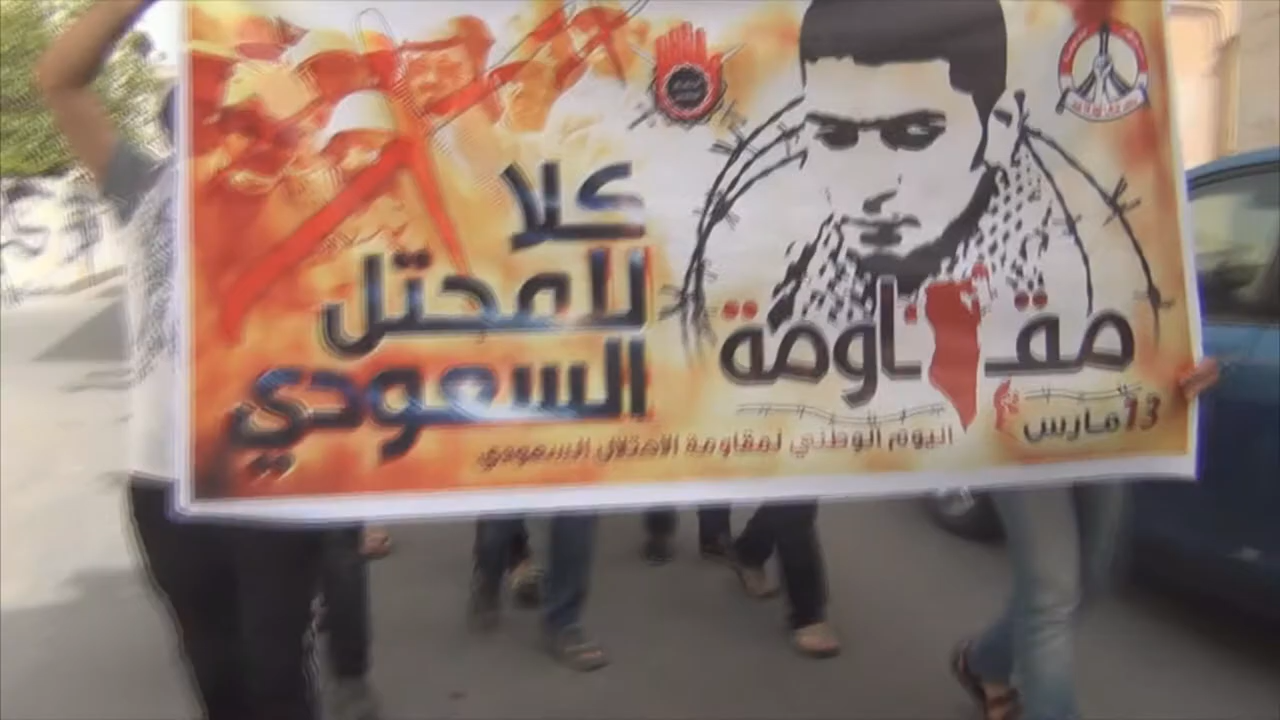 كلا
للمحتل
السعودي
مقاومة
13 مارس
اليوم الوطني لمقاومة الاحتلال السعودي